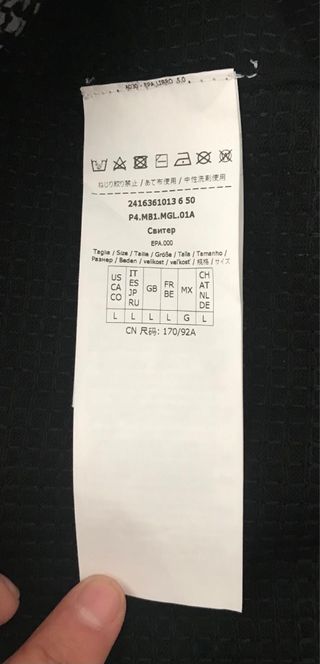 ねじり絞り禁止 / あて布使用 / 中性洗剤使用
2416361013 6 50
P4.MB1.MGL.01A
Свитер
EPA.000
Taglia / Size / Taille / Größe / Talla / Tamanho /
Размер / Beden / velikost / veľkosť / 規格 / サイズ
US CA CO IT ES JP RU GB FR BE MX CH AT NL DE
L L L L G L
CN 尺码: 170/92A